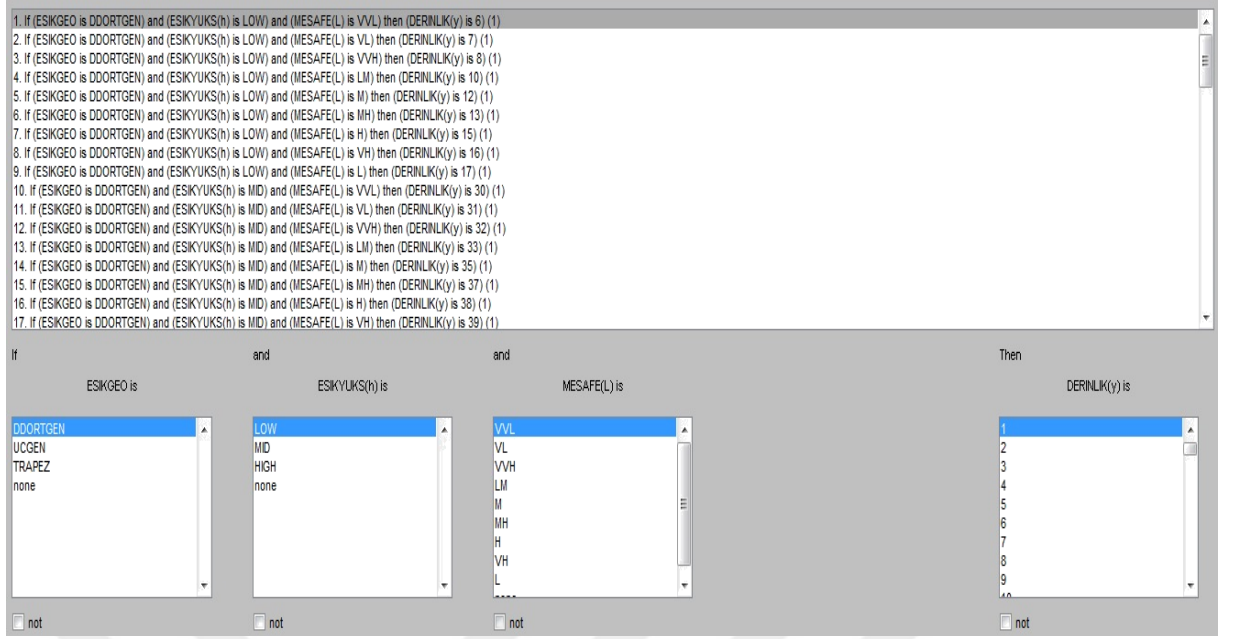 1. If (ESIKGEO is DDORTGEN) and (ESIKYUKS(h) is LOW) and (MESAFE(L) is VVL) then (DERINLIK(y) is 6) (1)
2. If (ESIKGEO is DDORTGEN) and (ESIKYUKS(h) is LOW) and (MESAFE(L) is VL) then (DERINLIK(y) is 7) (1)
3. If (ESIKGEO is DDORTGEN) and (ESIKYUKS(h) is LOW) and (MESAFE(L) is VVH) then (DERINLIK(y) is 8) (1)
4. If (ESIKGEO is DDORTGEN) and (ESIKYUKS(h) is LOW) and (MESAFE(L) is LM) then (DERINLIK(y) is 10) (1)
5. If (ESIKGEO is DDORTGEN) and (ESIKYUKS(h) is LOW) and (MESAFE(L) is M) then (DERINLIK(y) is 12) (1)
6. If (ESIKGEO is DDORTGEN) and (ESIKYUKS(h) is LOW) and (MESAFE(L) is MH) then (DERINLIK(y) is 13) (1)
7. If (ESIKGEO is DDORTGEN) and (ESIKYUKS(h) is LOW) and (MESAFE(L) is H) then (DERINLIK(y) is 15) (1)
8. If (ESIKGEO is DDORTGEN) and (ESIKYUKS(h) is LOW) and (MESAFE(L) is VH) then (DERINLIK(y) is 16) (1)
9. If (ESIKGEO is DDORTGEN) and (ESIKYUKS(h) is LOW) and (MESAFE(L) is L) then (DERINLIK(y) is 17) (1)
10. If (ESIKGEO is DDORTGEN) and (ESIKYUKS(h) is MID) and (MESAFE(L) is VVL) then (DERINLIK(y) is 30) (1)
11. If (ESIKGEO is DDORTGEN) and (ESIKYUKS(h) is MID) and (MESAFE(L) is VL) then (DERINLIK(y) is 31) (1)
12. If (ESIKGEO is DDORTGEN) and (ESIKYUKS(h) is MID) and (MESAFE(L) is VVH) then (DERINLIK(y) is 32) (1)
13. If (ESIKGEO is DDORTGEN) and (ESIKYUKS(h) is MID) and (MESAFE(L) is LM) then (DERINLIK(y) is 33) (1)
14. If (ESIKGEO is DDORTGEN) and (ESIKYUKS(h) is MID) and (MESAFE(L) is M) then (DERINLIK(y) is 35) (1)
15. If (ESIKGEO is DDORTGEN) and (ESIKYUKS(h) is MID) and (MESAFE(L) is MH) then (DERINLIK(y) is 37) (1)
16. If (ESIKGEO is DDORTGEN) and (ESIKYUKS(h) is MID) and (MESAFE(L) is H) then (DERINLIK(y) is 38) (1)
17. If (ESIKGEO is DDORTGEN) and (ESIKYUKS(h) is MID) and (MESAFE(L) is VH) then (DERINLIK(y) is 39) (1)
If
ESIKGEO is
DDORTGEN
UCGEN
TRAPEZ
none
not
and
ESIKYUKS(h) is
LOW
MID
HIGH
none
not
and
MESAFE(L) is
VVL
VL
VVH
LM
M
MH
H
VH
L
not
Then
DERINLIK(y) is
1
2
3
4
5
6
7
8
9
not